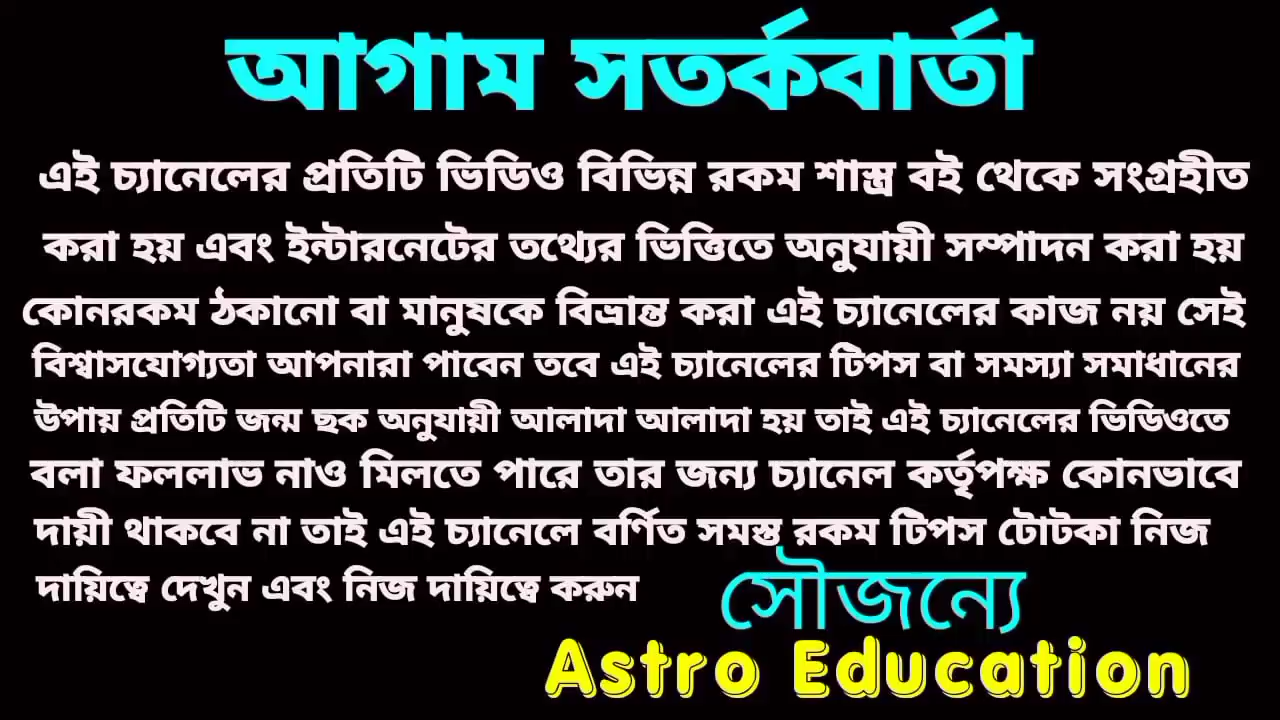 আগাম সতর্কবার্তা
এই চ্যানেলের প্রতিটি ভিডিও বিভিন্ন রকম শাস্ত্র বই থেকে সংগ্রহীত
করা হয় এবং ইন্টারনেটের তথ্যের ভিত্তিতে অনুযায়ী সম্পাদন করা হয়
কোনরকম ঠকানো বা মানুষকে বিভ্রান্ত করা এই চ্যানেলের কাজ নয় সেই
বিশ্বাসযোগ্যতা আপনারা পাবেন তবে এই চ্যানেলের টিপস বা সমস্যা সমাধানের
উপায় প্রতিটি জন্ম ছক অনুযায়ী আলাদা আলাদা হয় তাই এই চ্যানেলের ভিডিওতে
বলা ফললাভ নাও মিলতে পারে তার জন্য চ্যানেল কর্তৃপক্ষ কোনভাবে
দায়ী থাকবে না তাই এই চ্যানেলে বর্ণিত সমস্ত রকম টিপস টোটকা নিজ
দায়িত্বে দেখুন এবং নিজ দায়িত্বে করুন
সৌজন্যে
Astro Education